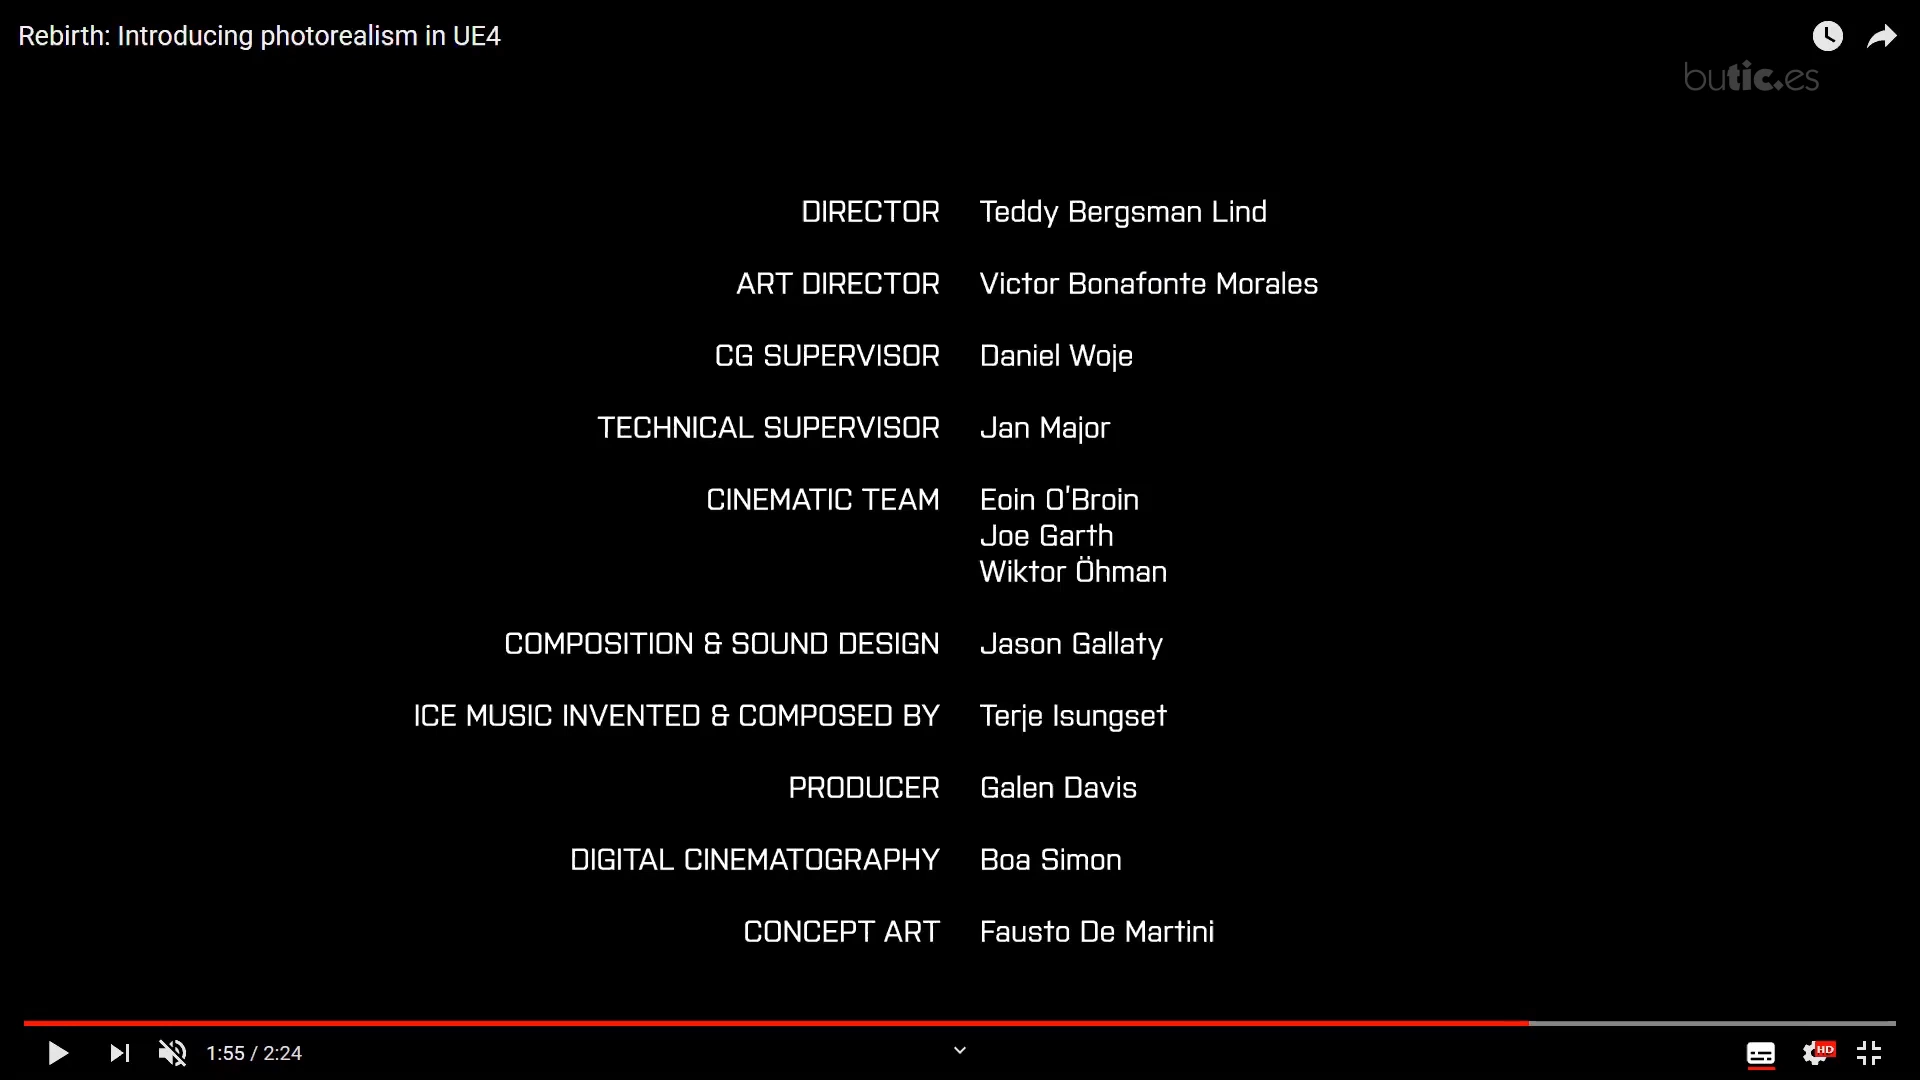 Rebirth: Introducing photorealism in UE4
butic.es
DIRECTOR Teddy Bergsman Lind
ART DIRECTOR Victor Bonafonte Morales
CG SUPERVISOR Daniel Woje
TECHNICAL SUPERVISOR Jan Major
CINEMATIC TEAM Eoin O'Broin
Joe Garth
Wiktor Öhman
COMPOSITION & SOUND DESIGN Jason Gallaty
ICE MUSIC INVENTED & COMPOSED BY Terje Isungset
PRODUCER Galen Davis
DIGITAL CINEMATOGRAPHY Boa Simon
CONCEPT ART Fausto De Martini
1:55 / 2:24
HD